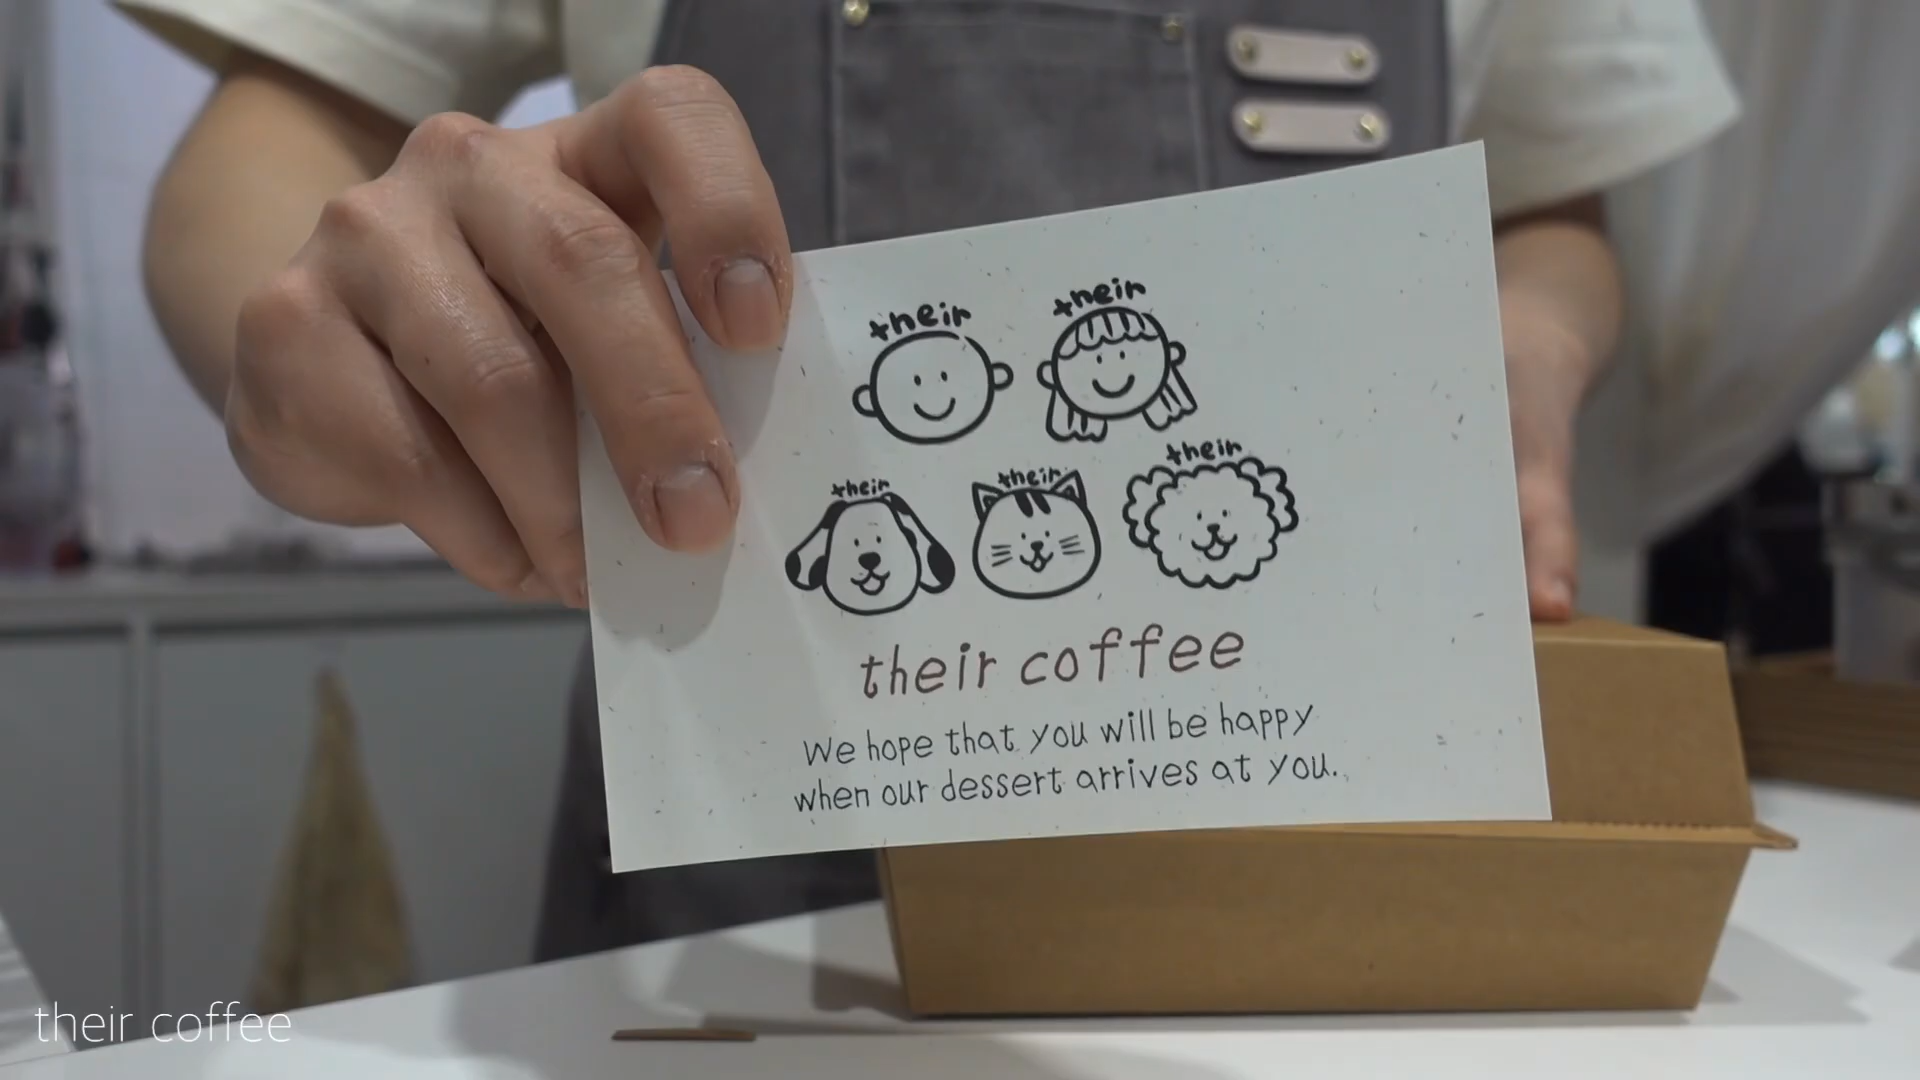 their
their
their
their
their
their coffee
We hope that you will be happy
when our dessert arrives at you.
their coffee